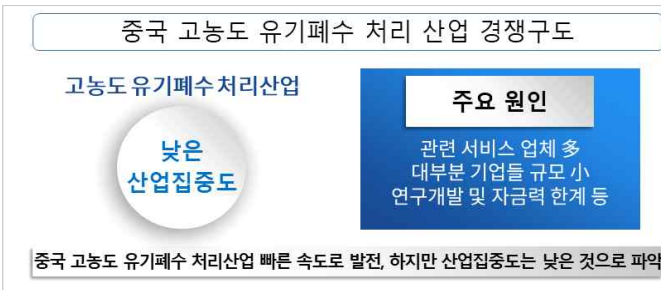 중국 고농도 유기폐수 처리 산업 경쟁구도
고농도 유기폐수 처리산업
낮은
산업집중도
주요 원인
관련 서비스 업체 多
대부분 기업들 규모 小
연구개발 및 자금력 한계 등
중국 고농도 유기폐수 처리산업 빠른 속도로 발전, 하지만 산업집중도는 낮은 것으로 파악